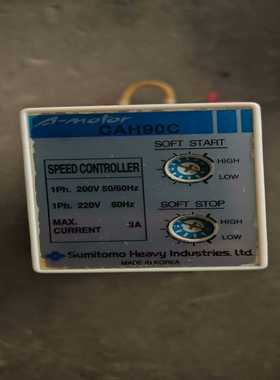 A-motor
CAH90C
SPEED CONTROLLER
1Ph. 200V 50/60Hz
1Ph. 220V 60Hz
MAX. CURRENT 3A
SOFT START
HIGH
LOW
SOFT STOP
HIGH
LOW
Sumitomo Heavy Industries, Ltd.
MADE IN KOREA